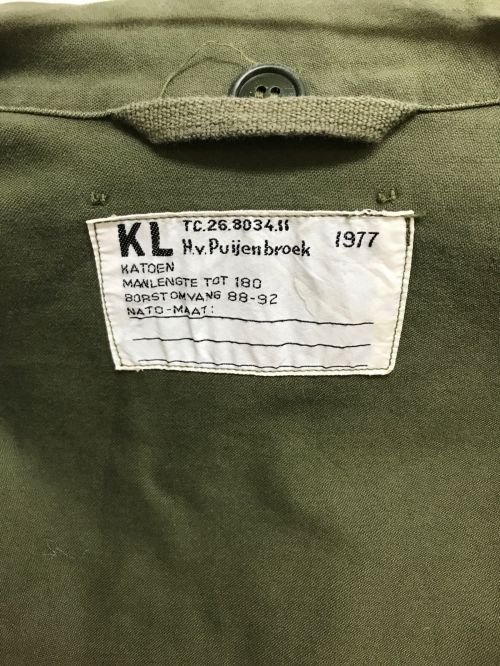 KL TC.26.8034.11
H.v. Puijenbroek 1977
KATOEN
MANLENGTE TOT 180
BORSTOMVANG 88-92
NATO-MAAT: